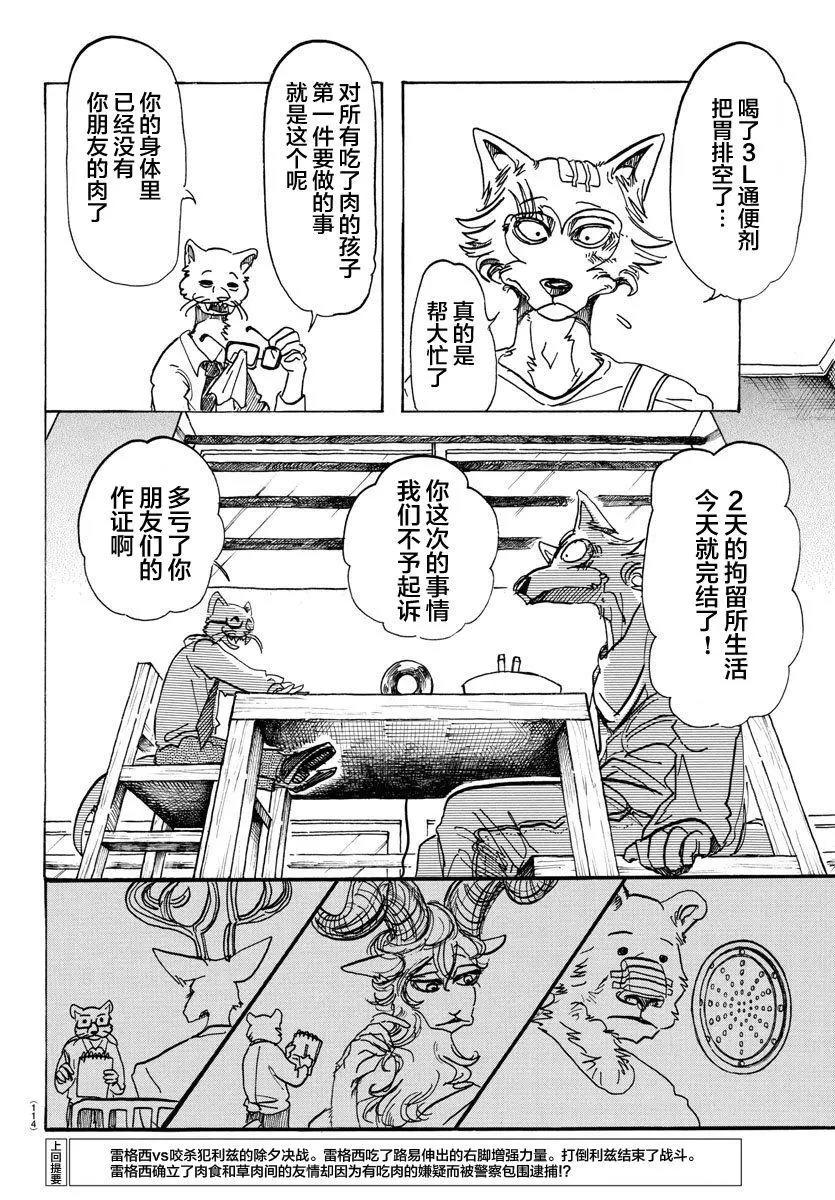 喝了3L通便剂
把胃排空了…
真的是
帮大忙了
对所有吃了肉的孩子
第一件要做的事
就是这个呢
你的身体里
已经没有
你朋友的肉了
2天的拘留所生活
今天就完结了！
你这次的事情
我们不予起诉
多亏了你
朋友们的
作证啊
(114)
上回提要
雷格西vs咬杀犯利兹的除夕决战。雷格西吃了路易伸出的右脚增强力量。打倒利兹结束了战斗。
雷格西确立了肉食和草肉间的友情却因为有吃肉的嫌疑而被警察包围逮捕!?